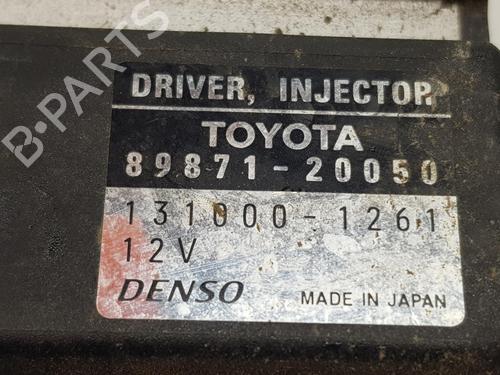 DRIVER, INJECTOR
TOYOTA
89871-20050
131000-1261
12V
DENSO MADE IN JAPAN
B-PARTS